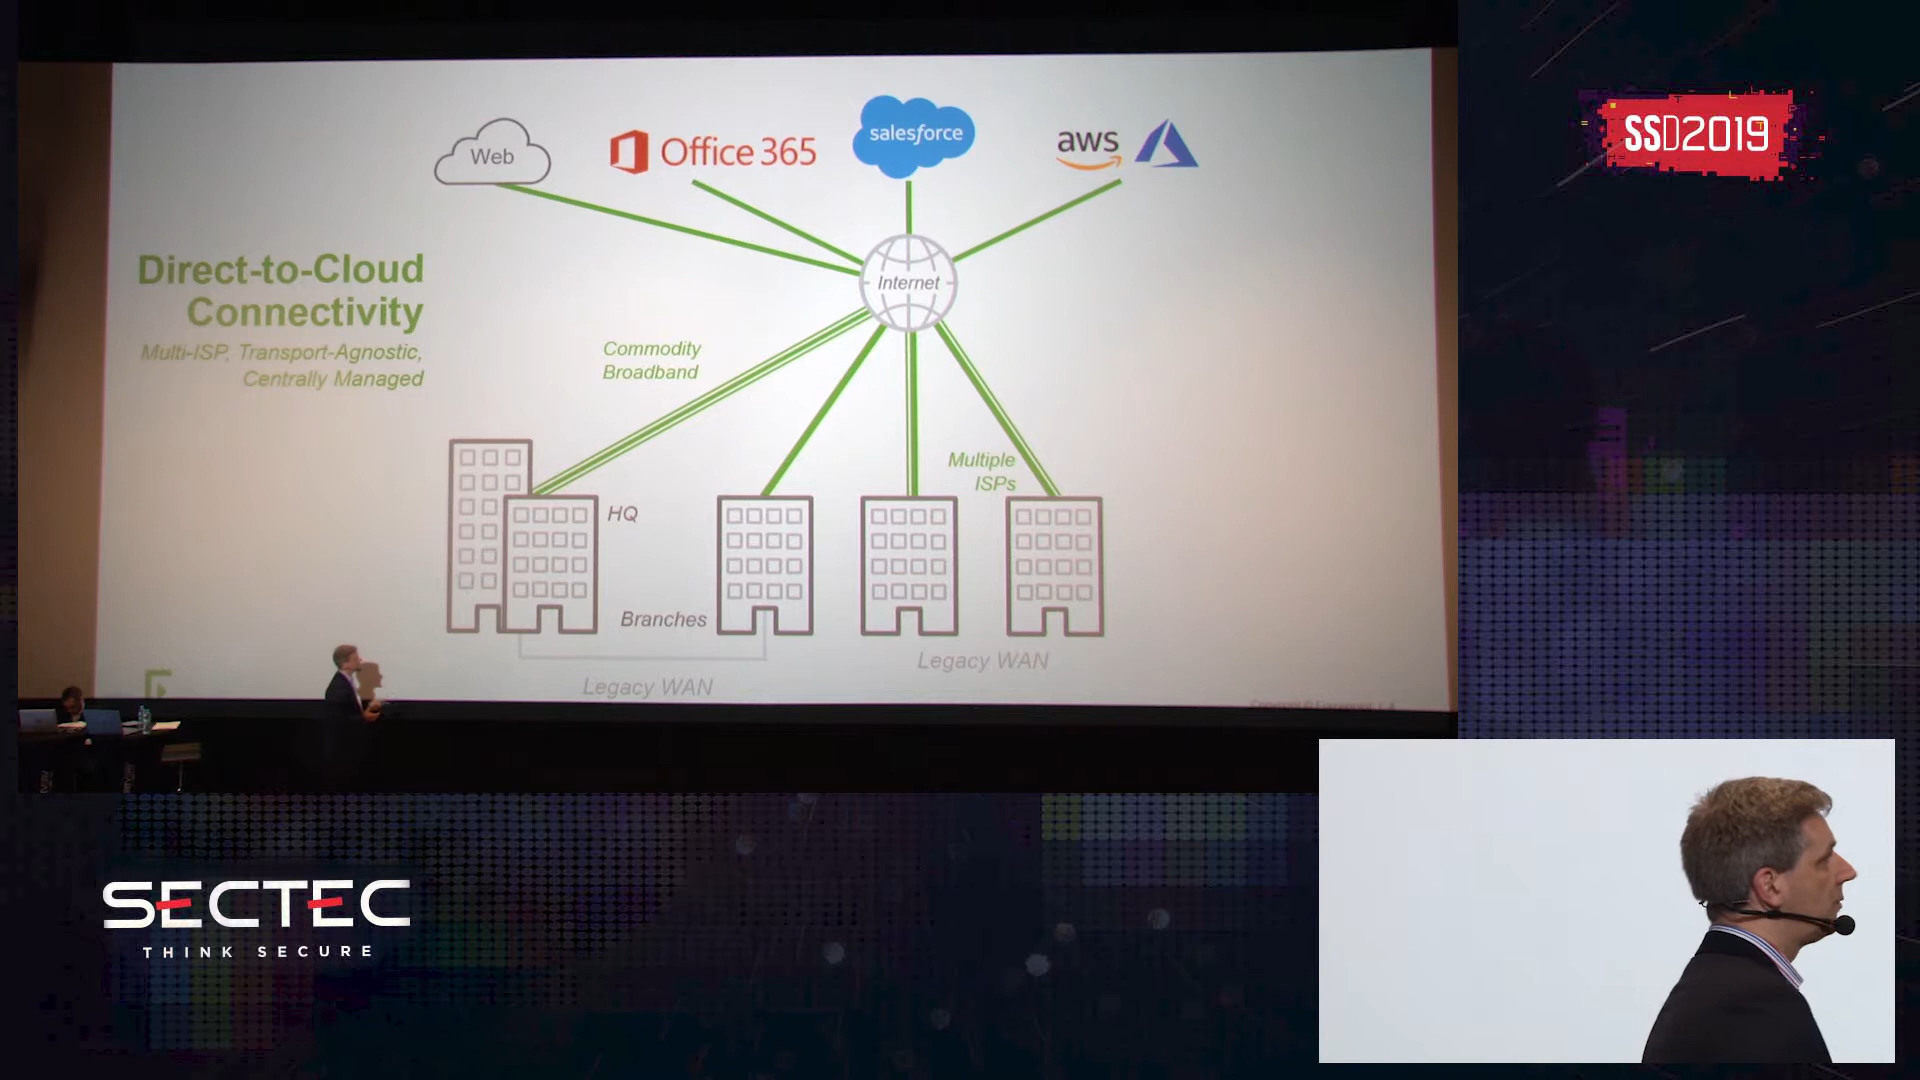 Web
Office 365
salesforce
aws
SSD2019
Direct-to-Cloud
Connectivity
Multi-ISP, Transport-Agnostic,
Centrally Managed
Internet
Commodity
Broadband
Multiple
ISPs
HQ
Branches
Legacy WAN
Legacy WAN
SECTEC
THINK SECURE